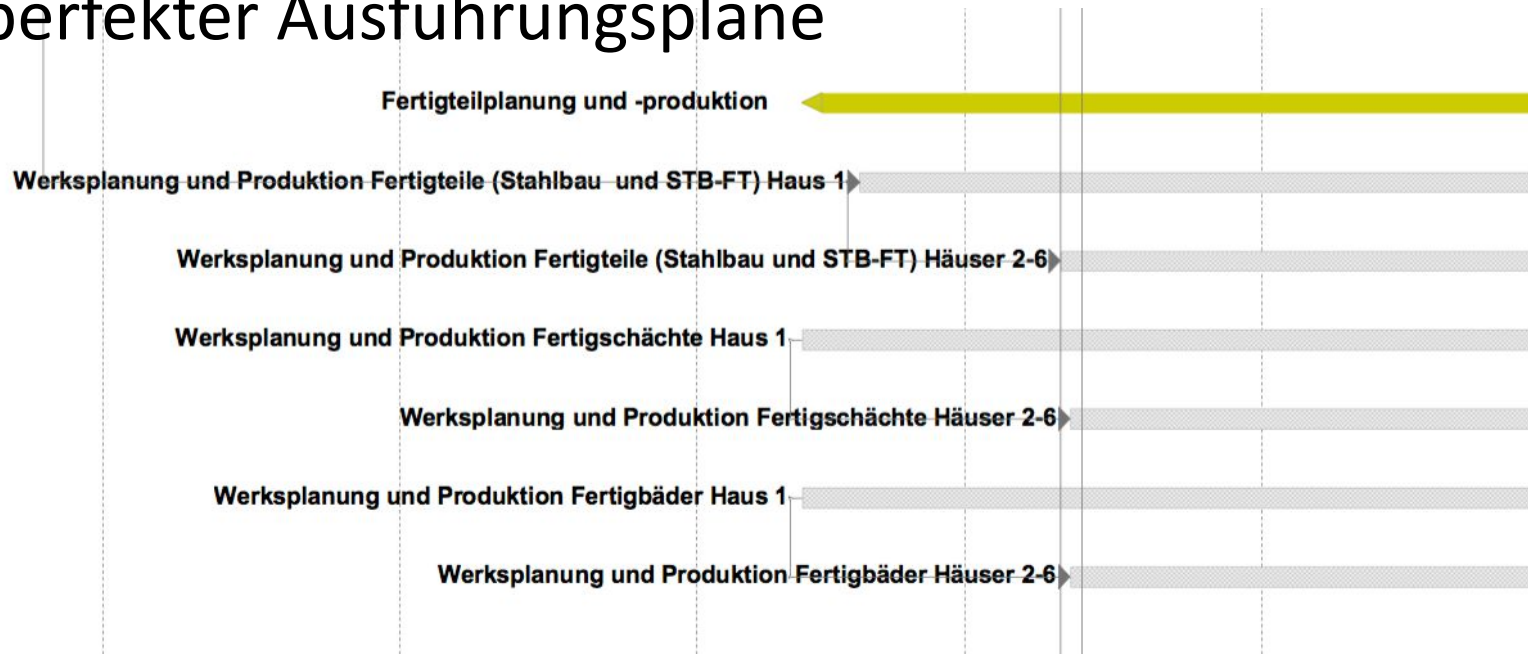 perfekter Ausführungspläne
Fertigteilplanung und -produktion
Werksplanung und Produktion Fertigteile (Stahlbau und STB-FT) Haus 1
Werksplanung und Produktion Fertigteile (Stahlbau und STB-FT) Häuser 2-6
Werksplanung und Produktion Fertigschächte Haus 1
Werksplanung und Produktion Fertigschächte Häuser 2-6
Werksplanung und Produktion Fertigbäder Haus 1
Werksplanung und Produktion Fertigbäder Häuser 2-6